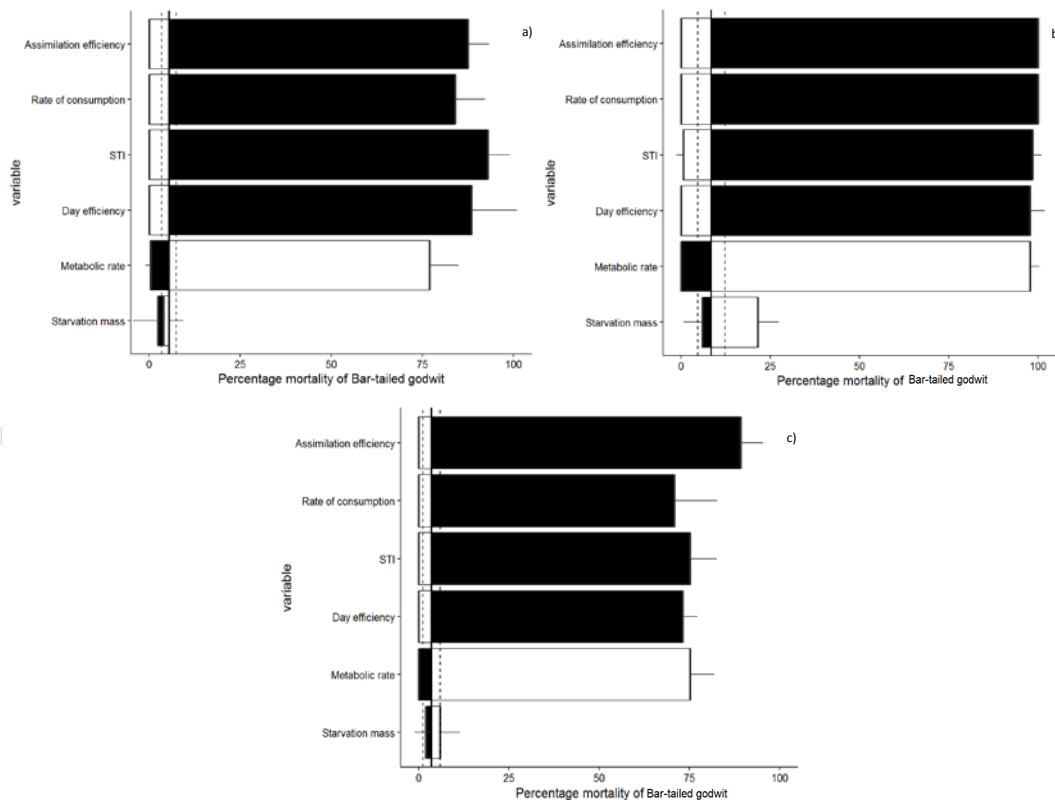 a)
Assimilation efficiency
Rate of consumption
STI
Day efficiency
Metabolic rate
Starvation mass
variable
0 25 50 75 100
Percentage mortality of Bar-tailed godwit
b
Assimilation efficiency
Rate of consumption
STI
Day efficiency
Metabolic rate
Starvation mass
variable
0 25 50 75 100
Percentage mortality of Bar-tailed godwit
c)
Assimilation efficiency
Rate of consumption
STI
Day efficiency
Metabolic rate
Starvation mass
variable
0 25 50 75 100
Percentage mortality of Bar-tailed godwit